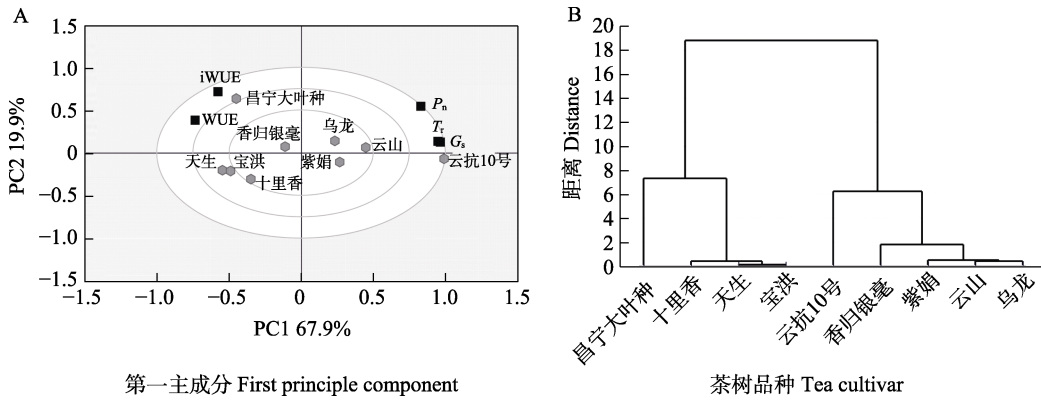 A
PC2 19.9%
1.5
1.0
0.5
0
−0.5
−1.0
−1.5
iWUE
昌宁大叶种
WUE
Pn
Tr
Gs
香归银毫
乌龙
云山
天生
宝洪
紫娟
云抗10号
十里香
−1.5
−1.0
−0.5
0
0.5
1.0
1.5
PC1 67.9%
第一主成分 First principle component
B
距离 Distance
20
18
16
14
12
10
8
6
4
2
0
昌宁大叶种
十里香
天生
宝洪
云抗10号
香归银毫
紫娟
云山
乌龙
茶树品种 Tea cultivar